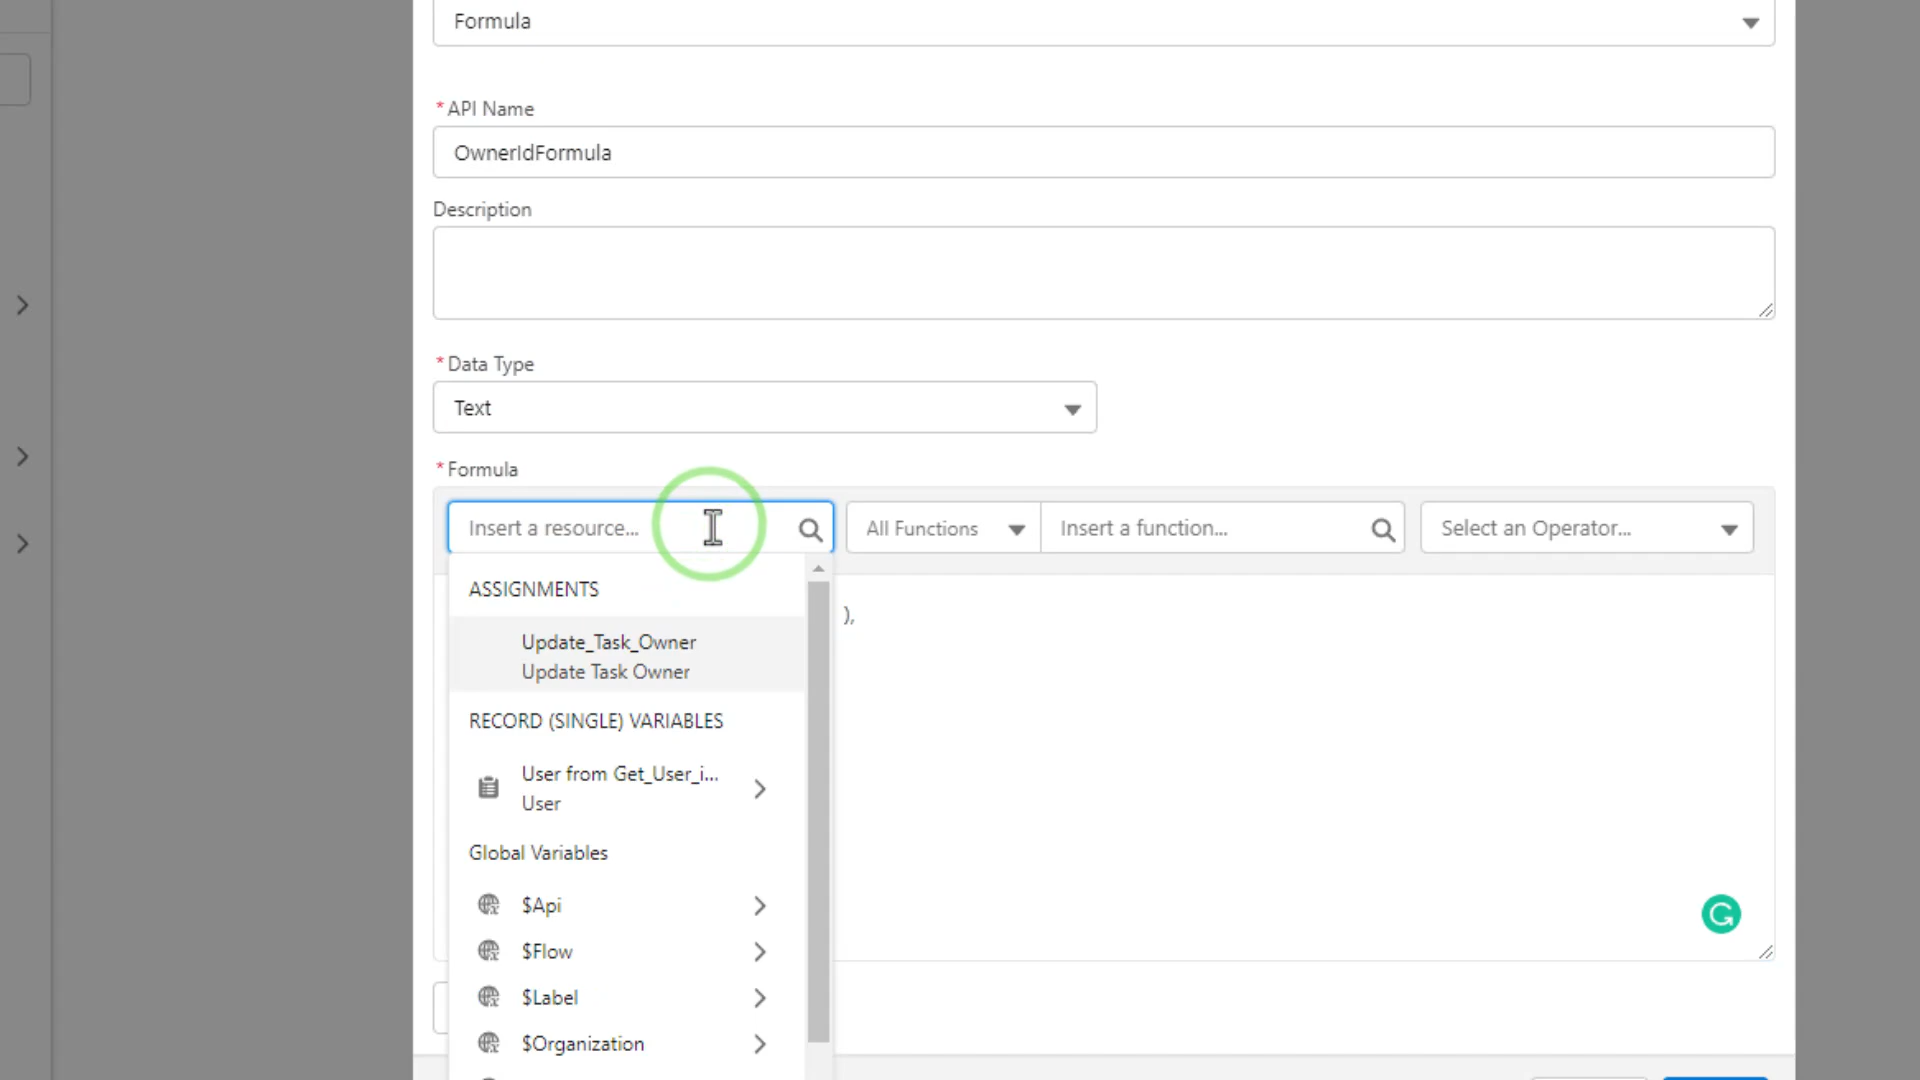 Formula
*API Name
OwnerIdFormula
Description
*Data Type
Text
*Formula
Insert a resource...
All Functions
Insert a function...
Select an Operator...
),
ASSIGNMENTS
Update_Task_Owner
Update Task Owner
RECORD (SINGLE) VARIABLES
User from Get_User_i...
User
Global Variables
$Api
$Flow
$Label
$Organization